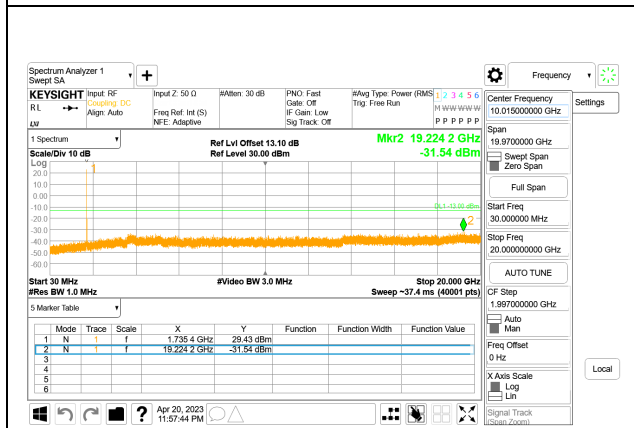 Spectrum Analyzer 1
Swept SA
Frequency
KEYSIGHT Input: RF Input Z: 50 Ω #Atten: 30 dB PNO: Fast #Avg Type: Power (RMS 1 2 3 4 5 6
RL Coupling: DC Gate: Off Trig: Free Run M W W W W W
Align: Auto Freq Ref: Int (S) IF Gain: Low
NFE: Adaptive Sig Track: Off P P P P P P
Center Frequency
10.015000000 GHz
Settings
Span
19.9700000 GHz
Swept Span
Zero Span
Full Span
Start Freq
30.000000 MHz
Stop Freq
20.000000000 GHz
AUTO TUNE
CF Step
1.997000000 GHz
Auto
Man
Freq Offset
0 Hz
X Axis Scale
Log
Lin
Signal Track
(Span Zoom)
Local
1 Spectrum
Scale/Div 10 dB
Ref Lvl Offset 13.10 dB
Ref Level 30.00 dBm
Mkr2 19.224 2 GHz
-31.54 dBm
Log
1
20.0
10.0
0.00
-10.0
DL1 -13.00 dBm
-20.0
2
-30.0
-40.0
-50.0
-60.0
Start 30 MHz #Video BW 3.0 MHz Stop 20.000 GHz
#Res BW 1.0 MHz Sweep ~37.4 ms (40001 pts)
5 Marker Table
Mode Trace Scale X Y Function Function Width Function Value
1 N 1 f 1.735 4 GHz 29.43 dBm
2 N 1 f 19.224 2 GHz -31.54 dBm
3
4
5
6
? Apr 20, 2023
11:57:44 PM